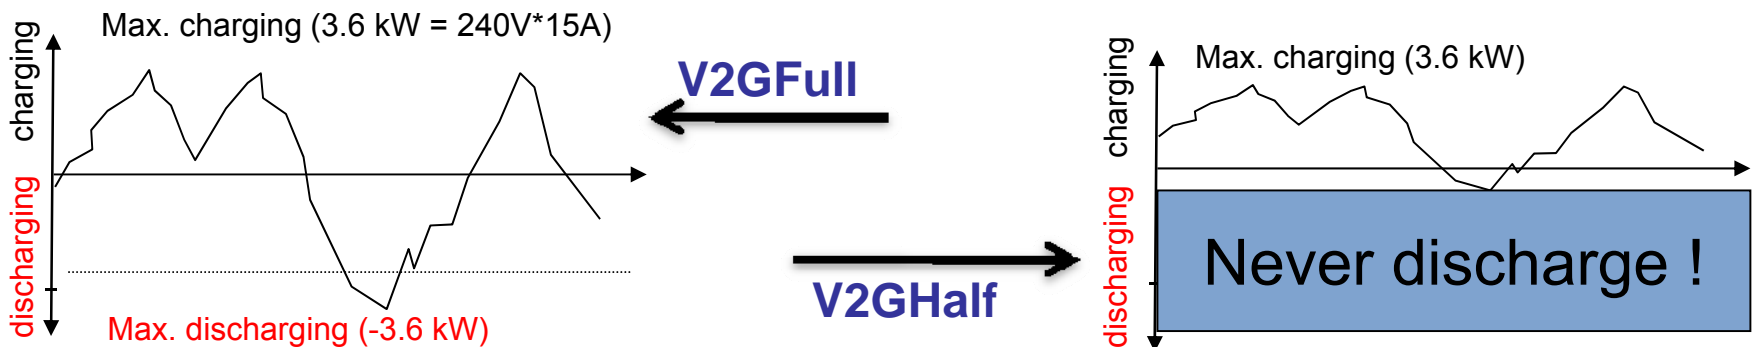 Max. charging (3.6 kW = 240V*15A)
charging
discharging
Max. discharging (-3.6 kW)
V2GFull
V2GHalf
Max. charging (3.6 kW)
charging
discharging
Never discharge !